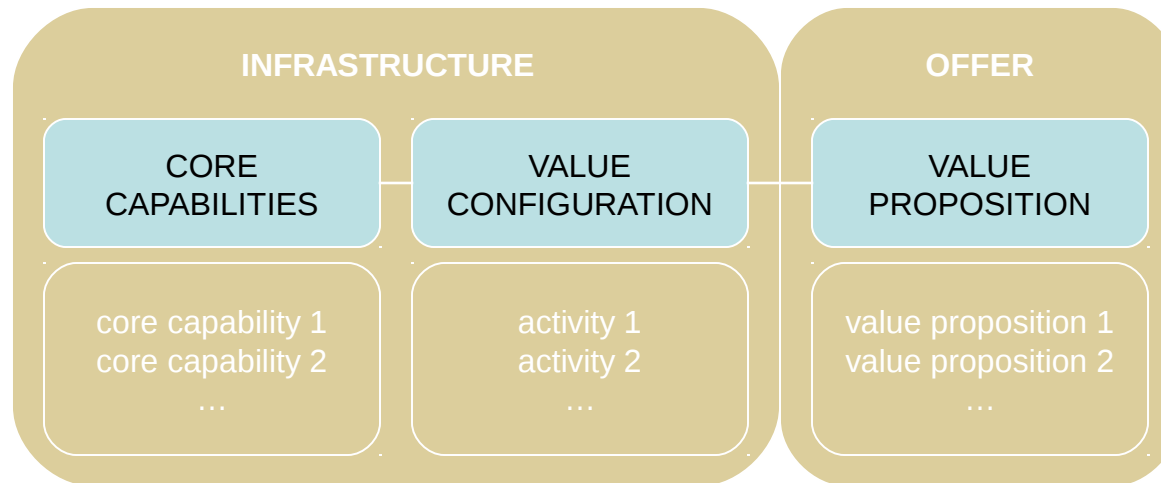 INFRASTRUCTURE
OFFER
CORE
CAPABILITIES
VALUE
CONFIGURATION
VALUE
PROPOSITION
core capability 1
core capability 2
…
activity 1
activity 2
…
value proposition 1
value proposition 2
…